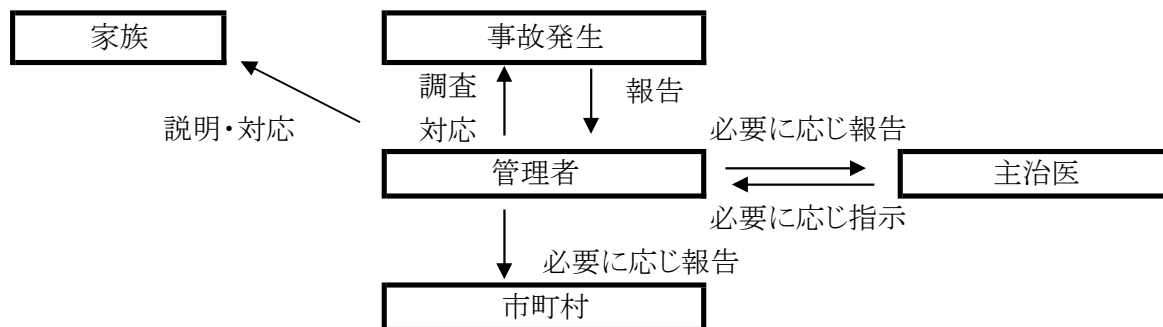 家族
事故発生
調査
報告
説明・対応
対応
必要に応じ報告
管理者
主治医
必要に応じ指示
必要に応じ報告
市町村